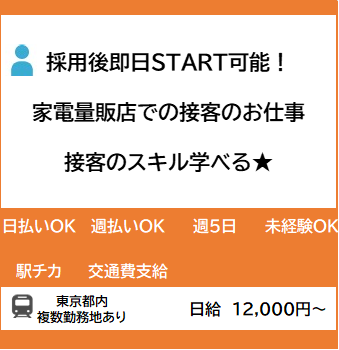 採用後即日START可能！
家電量販店での接客のお仕事
接客のスキル学べる★
日払いOK 週払いOK 週5日 未経験OK
駅チカ 交通費支給
東京都内
複数勤務地あり
日給 12,000円～